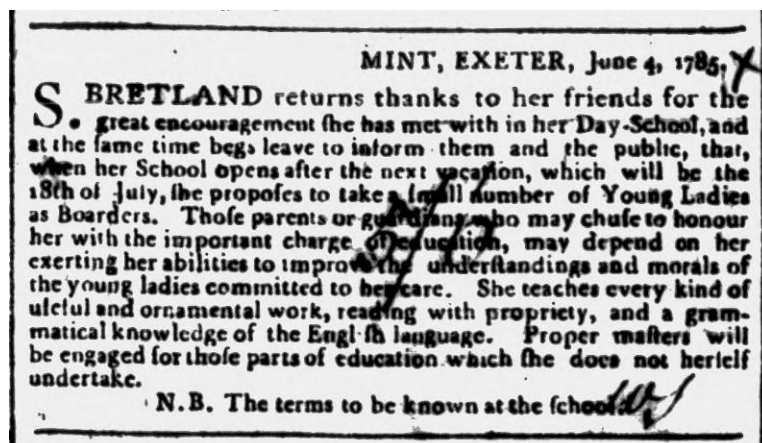 MINT, EXETER, June 4, 1785.
S. BRETLAND returns thanks to her friends for the
great encouragement ſhe has met with in her Day-School, and
at the ſame time begs leave to inform them and the public, that,
when her School opens after the next vacation, which will be the
18th of July, ſhe propoſes to take a ſmall number of Young Ladies
as Boarders. Thoſe parents or guardians who may chuſe to honour
her with the important charge of education, may depend on her
exerting her abilities to improve the underſtandings and morals of
the young ladies committed to her care. She teaches every kind of
uſeful and ornamental work, reading with propriety, and a gram-
matical knowledge of the Engliſh language. Proper maſters will
be engaged for thoſe parts of education which ſhe does not herſelf
undertake.
N.B. The terms to be known at the ſchool.